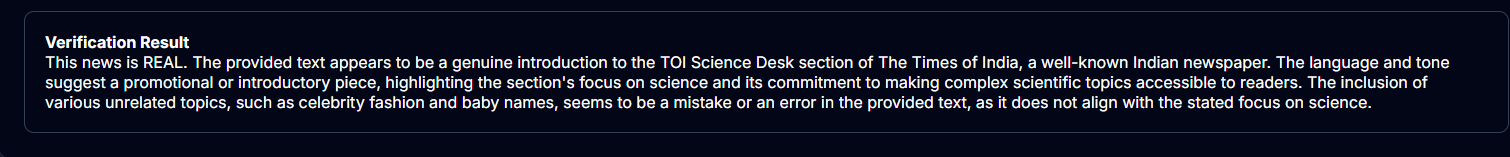 Verification Result
This news is REAL. The provided text appears to be a genuine introduction to the TOI Science Desk section of The Times of India, a well-known Indian newspaper. The language and tone
suggest a promotional or introductory piece, highlighting the section's focus on science and its commitment to making complex scientific topics accessible to readers. The inclusion of
various unrelated topics, such as celebrity fashion and baby names, seems to be a mistake or an error in the provided text, as it does not align with the stated focus on science.